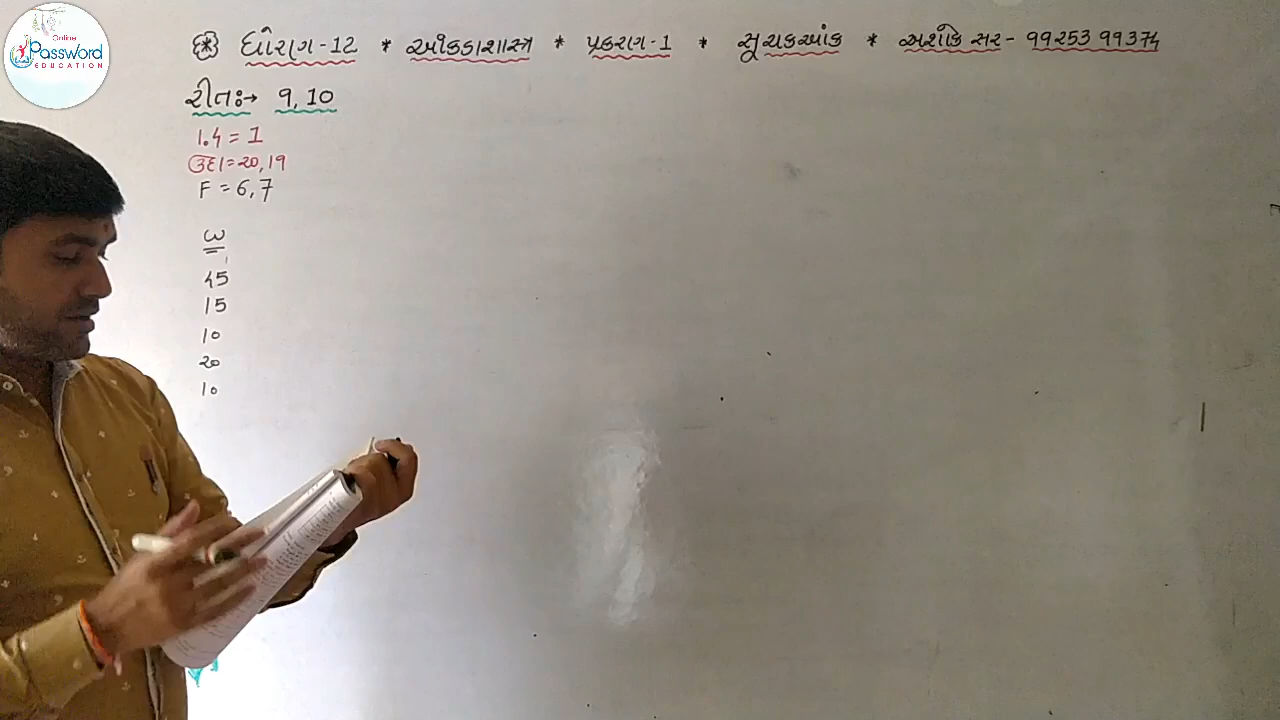 Online
Password
EDUCATION
ધોરણ-12 * આંકડાશાસ્ત્ર * પ્રકરણ-1 * સૂચકઆંક * અશોક સર- 99253 99374
રીતઃ→ 9, 10
1.4 = 1
ઉદા=20,19
F = 6,7
W
45
15
10
20
10